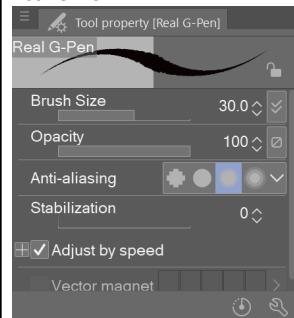 Tool property [Real G-Pen]
Real G-Pen
Brush Size 30.0
Opacity 100
Anti-aliasing
Stabilization 0
Adjust by speed
Vector magnet